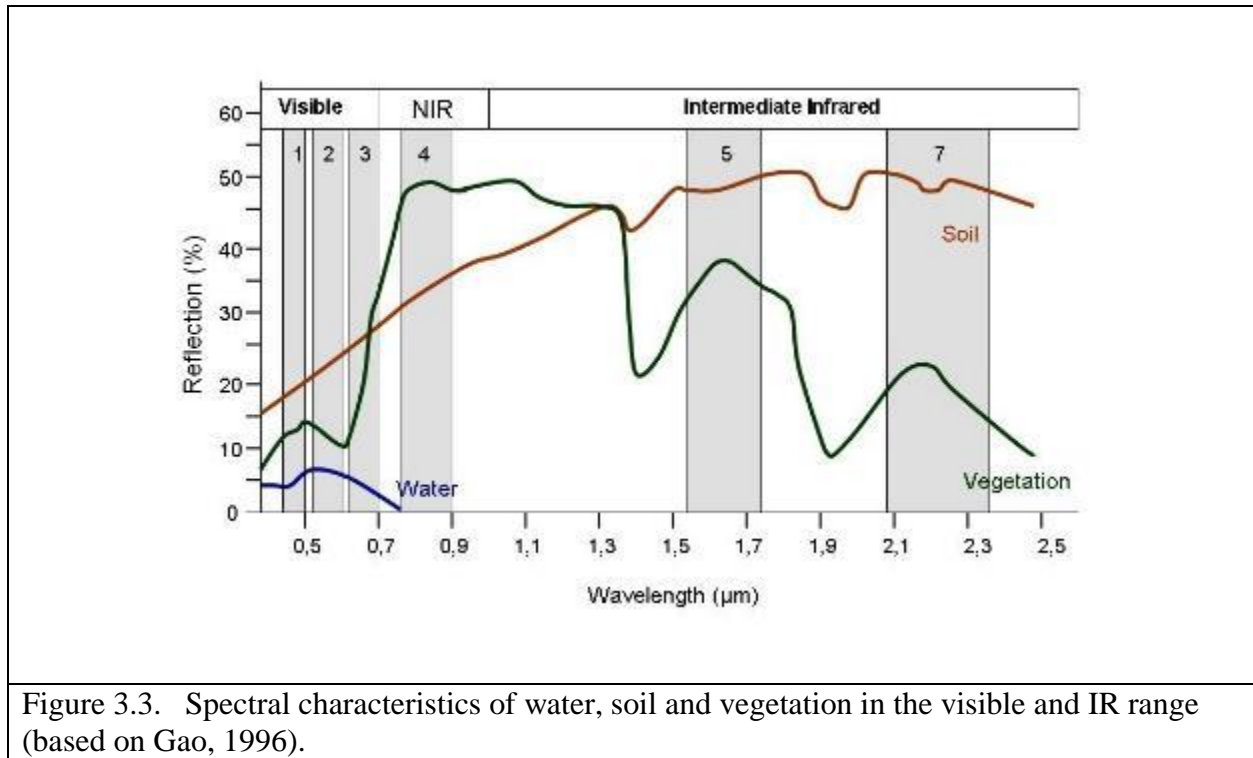 Visible NIR Intermediate Infrared
1 2 3 4 5 7
60
50
40
30
20
10
0
Reflection (%)
Soil
Water
Vegetation
0,5 0,7 0,9 1,1 1,3 1,5 1,7 1,9 2,1 2,3 2,5
Wavelength (µm)
Figure 3.3. Spectral characteristics of water, soil and vegetation in the visible and IR range
(based on Gao, 1996).